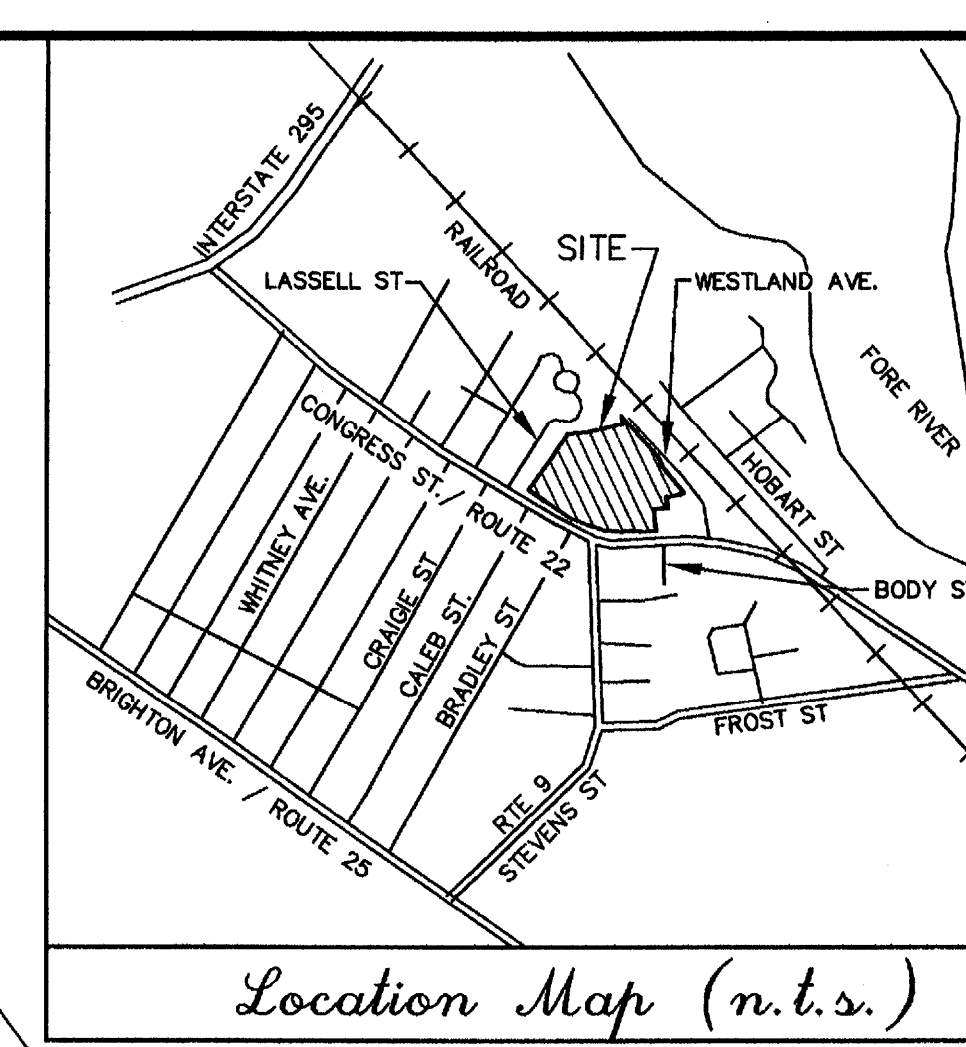 INTERSTATE 295
RAILROAD
SITE
LASSELL ST
WESTLAND AVE.
FORE RIVER
CONGRESS ST. / ROUTE 22
HOBART ST
WHITNEY AVE.
CRAIGIE ST
CALEB ST.
BRADLEY ST
BODY S
BRIGHTON AVE. / ROUTE 25
FROST ST
RTE 9
STEVENS ST
Location Map (n.t.s.)